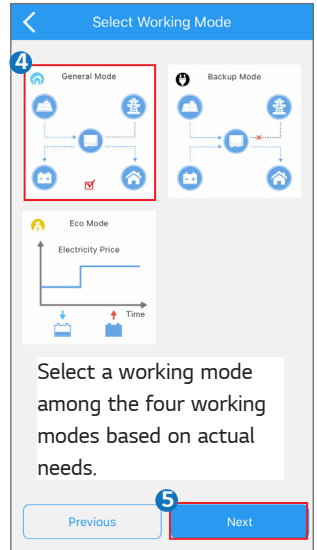 Select Working Mode
4
General Mode
Backup Mode
Eco Mode
Electricity Price
Time
Select a working mode
among the four working
modes based on actual
needs.
5
Previous
Next